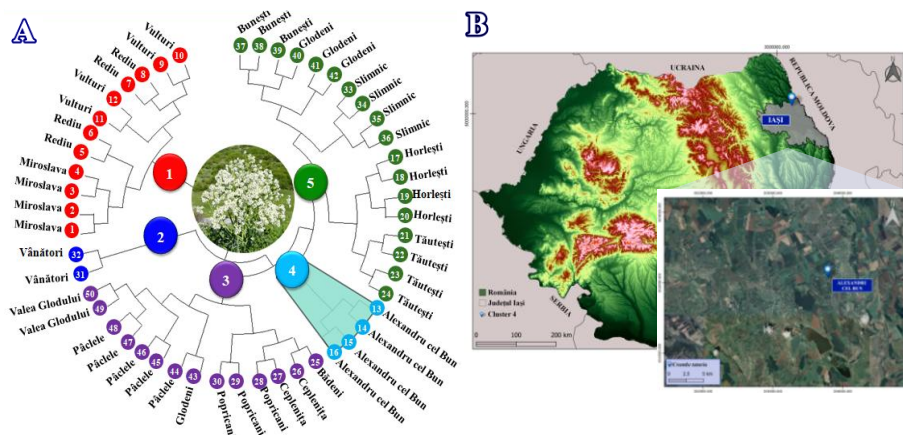 A
Bunești
37
Bunești
38
Bunești
39
Glodeni
40
Glodeni
41
Glodeni
42
Slimnic
33
Slimnic
34
Slimnic
35
Slimnic
36
17
Horlești
18
Horlești
19
Horlești
20
Horlești
21
Tăutești
22
Tăutești
23
Tăutești
24
Tăutești
13
Alexandru cel Bun
14
Alexandru cel Bun
15
Alexandru cel Bun
16
Alexandru cel Bun
25
Bădeni
26
Ceplenița
27
Ceplenița
28
Popricani
29
Popricani
30
Popricani
43
Glodeni
44
Pâclele
45
Pâclele
46
Pâclele
47
Pâclele
48
Pâclele
49
Valea Glodului
50
Valea Glodului
31
Vânători
32
Vânători
1
Miroslava
2
Miroslava
3
Miroslava
4
Miroslava
5
Rediu
6
Rediu
11
Vulturi
12
Vulturi
7
Rediu
8
Rediu
9
Vulturi
10
Vulturi
1
2
3
4
5
B
UCRAINA
REPUBLICA MOLDOVA
UNGARIA
SERBIA
IAȘI
România
Județul Iași
Cluster 4
0 100 200 km
ALEXANDRU
CEL BUN